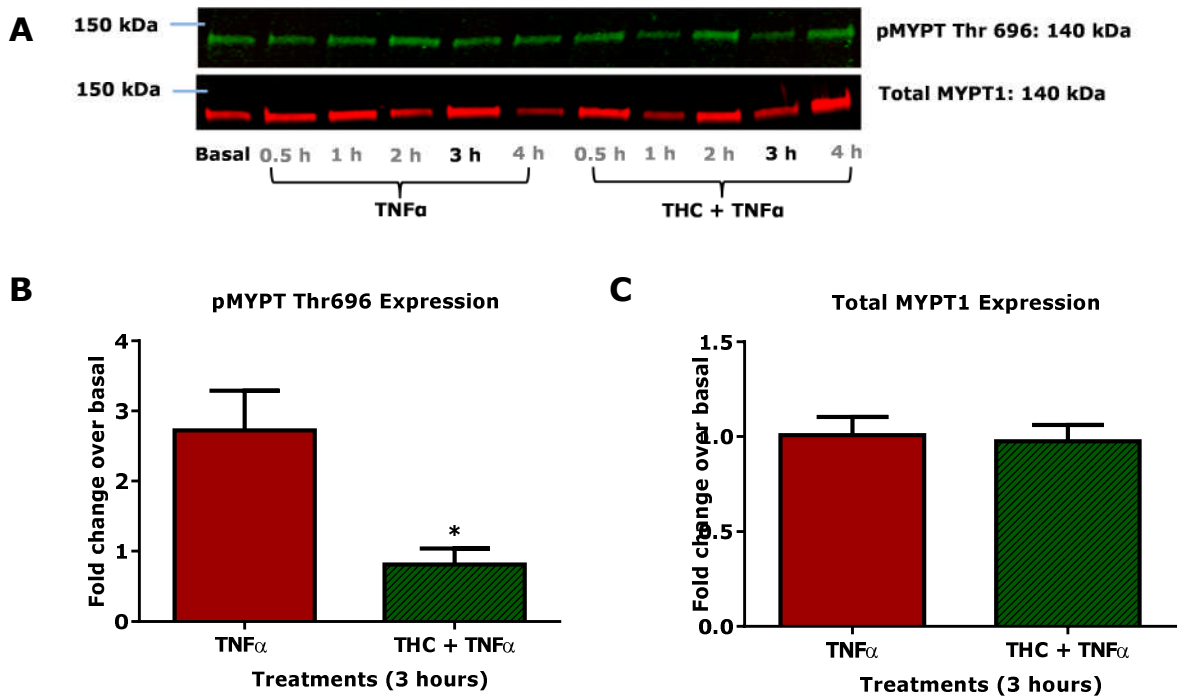 A
150 kDa
pMYPT Thr 696: 140 kDa
150 kDa
Total MYPT1: 140 kDa
Basal 0.5 h 1 h 2 h 3 h 4 h 0.5 h 1 h 2 h 3 h 4 h
TNFα THC + TNFα
B
pMYPT Thr696 Expression
Fold change over basal
4
3
2
1
0
*
TNFα THC + TNFα
Treatments (3 hours)
C
Total MYPT1 Expression
Fold change over basal
1.5
1.0
0.5
0.0
TNFα THC + TNFα
Treatments (3 hours)